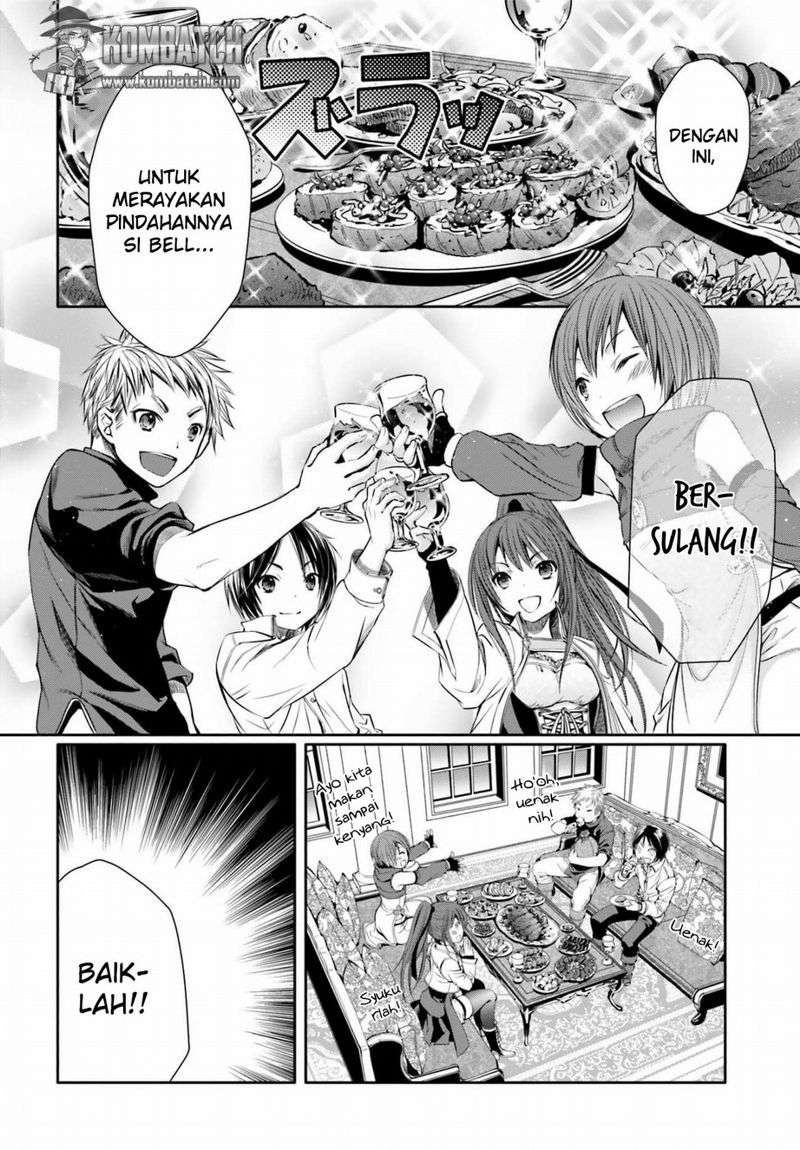 KOMBATCH
www.kombatch.com
ズラッ
DENGAN
INI,
UNTUK
MERAYAKAN
PINDAHANNYA
SI BELL...
BER-
SULANG!!
Ho'oh
uenak
nih!
Ayo kita
makan
sampai
kenyang!
Uenak!
Syuku
rlah!
BAIK-
LAH!!